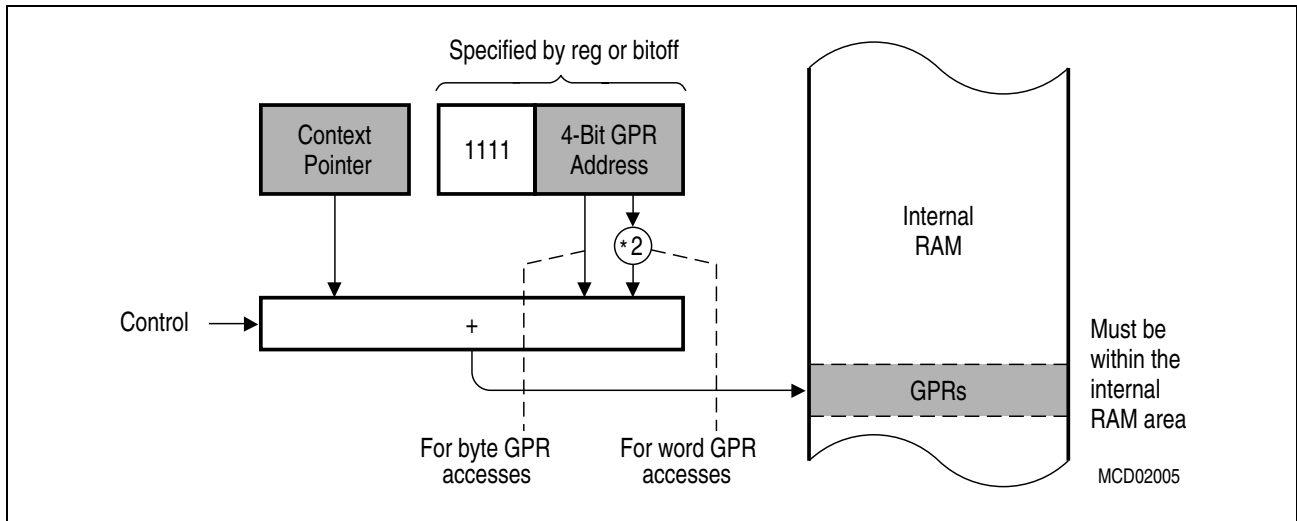 Specified by reg or bitoff
Context
Pointer
1111
4-Bit GPR
Address
*2
Internal
RAM
Control
+
Must be
within the
internal
RAM area
GPRs
For byte GPR
accesses
For word GPR
accesses
MCD02005